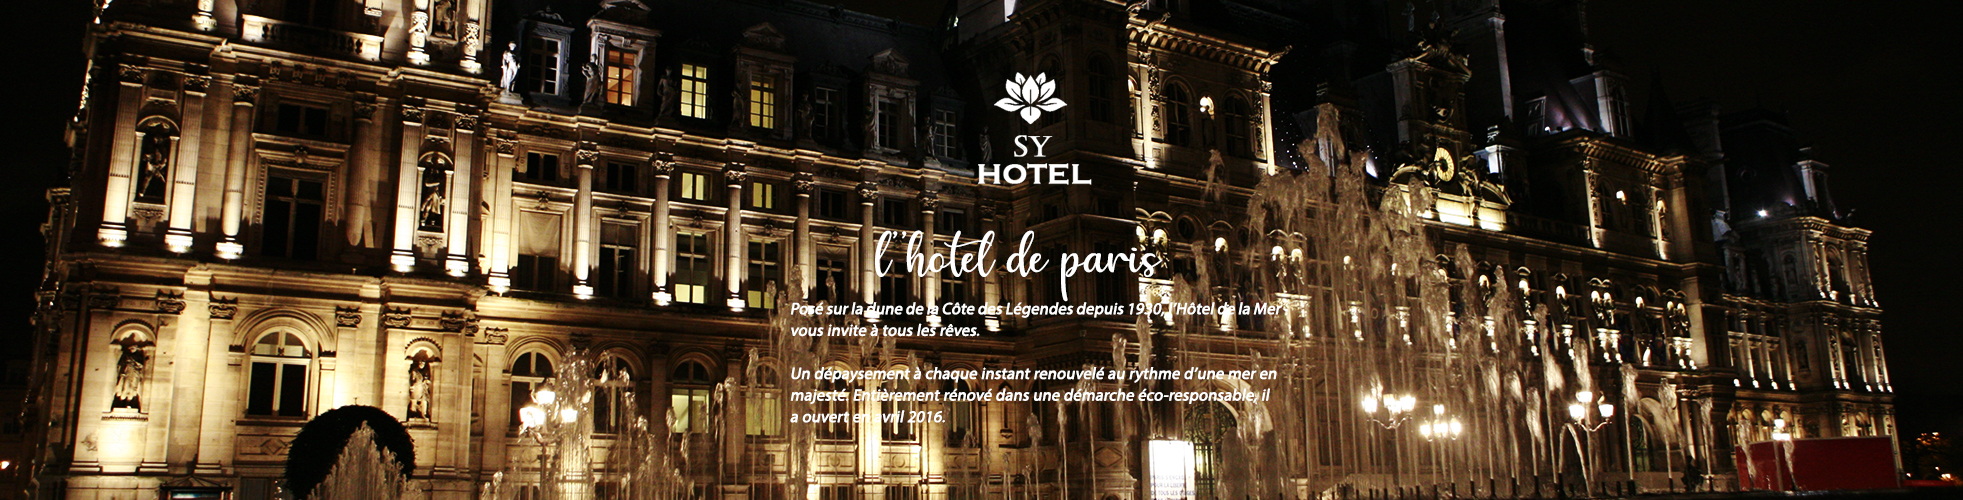 SY
HOTEL
l''hotel de paris
Posé sur la dune de la Côte des Légendes depuis 1930, l'Hôtel de la Mer
vous invite à tous les rêves.
Un dépaysement à chaque instant renouvelé au rythme d'une mer en
majesté. Entièrement rénové dans une démarche éco-responsable, il
a ouvert en avril 2016.